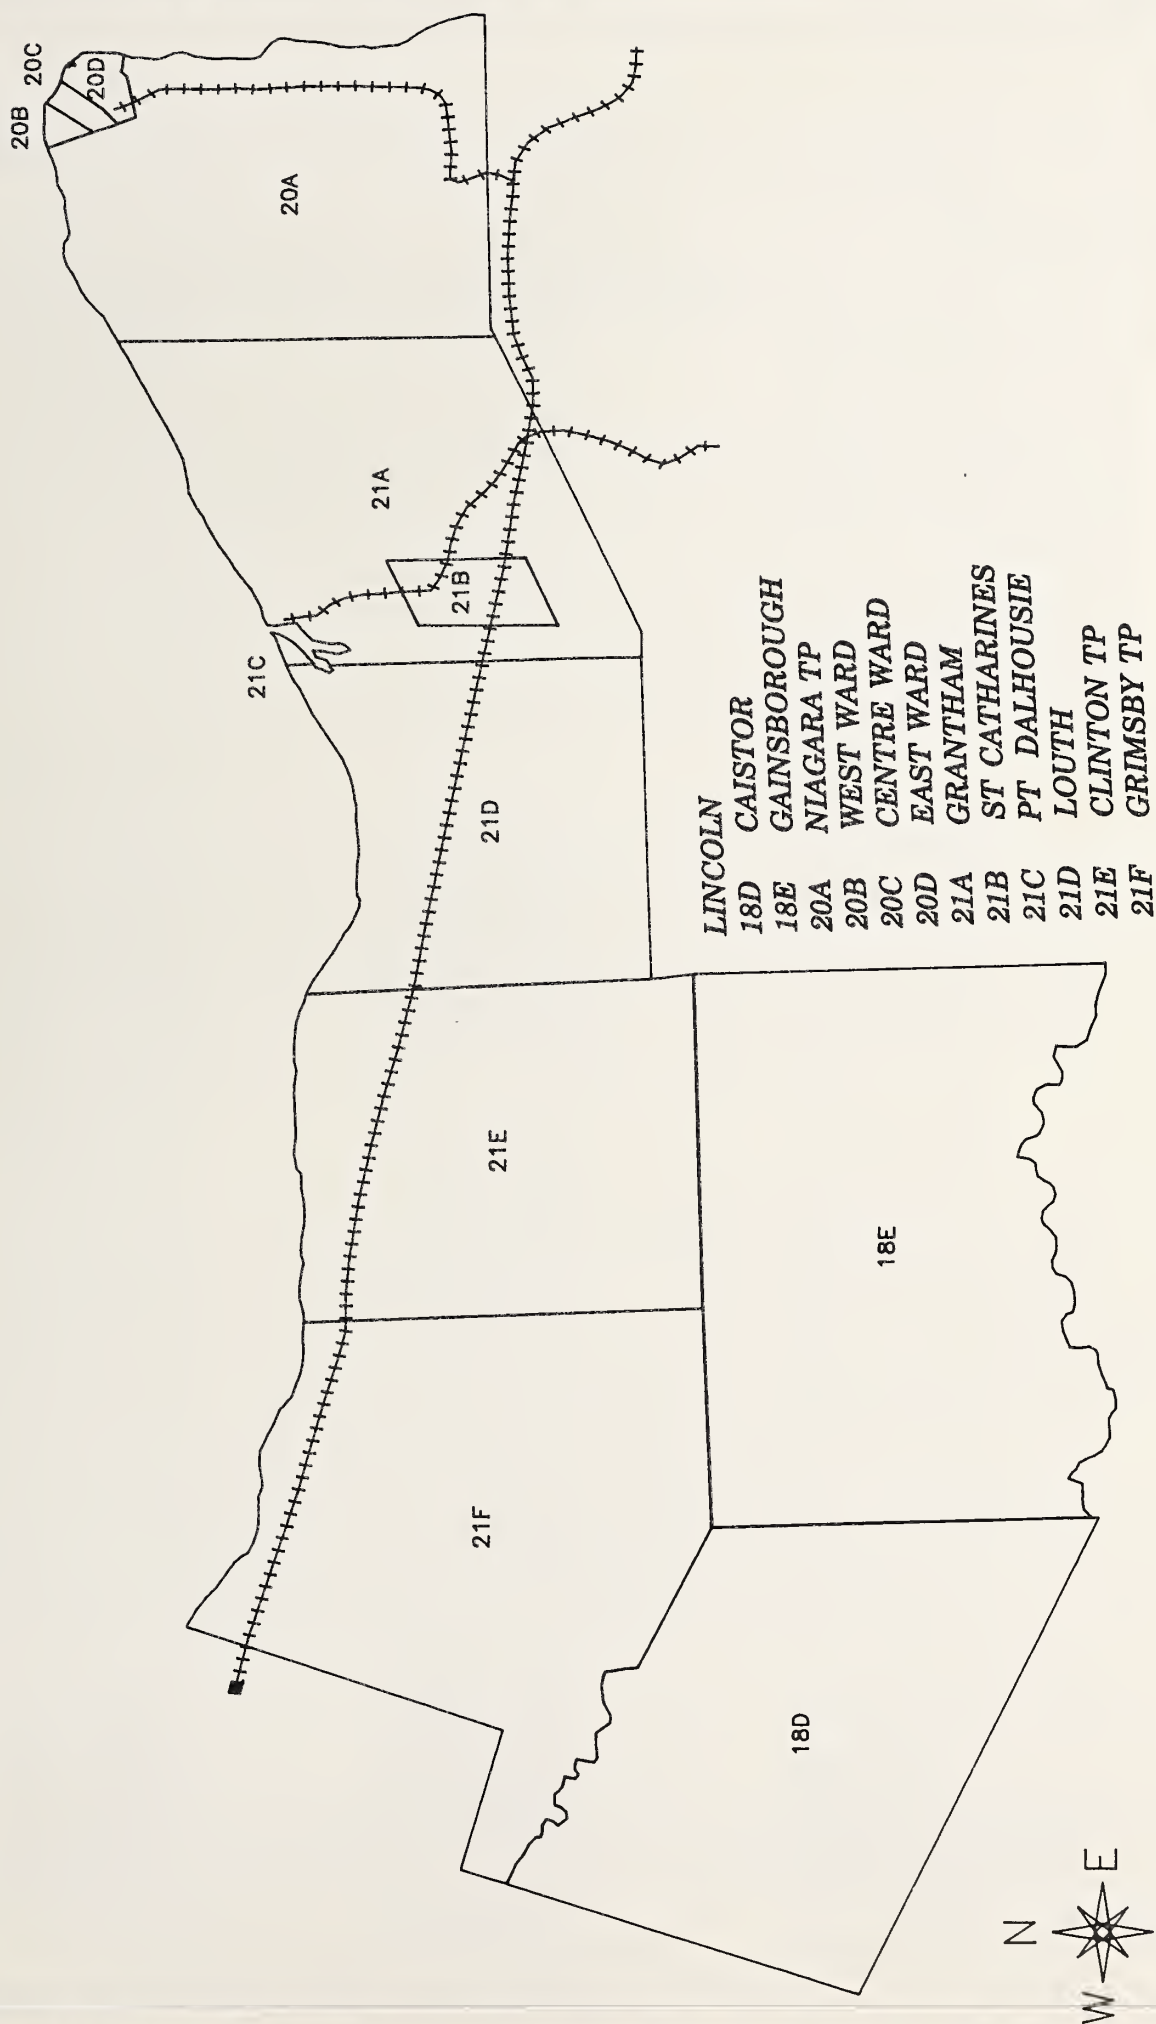 20B
20C
20D
20A
21A
21B
21C
21D
21E
21F
18E
18D
LINCOLN
18D CAISTOR
18E GAINSBOROUGH
20A NIAGARA TP
20B WEST WARD
20C CENTRE WARD
20D EAST WARD
21A GRANTHAM
21B ST CATHARINES
21C PT DALHOUSIE
21D LOUTH
21E CLINTON TP
21F GRIMSBY TP
N
W E